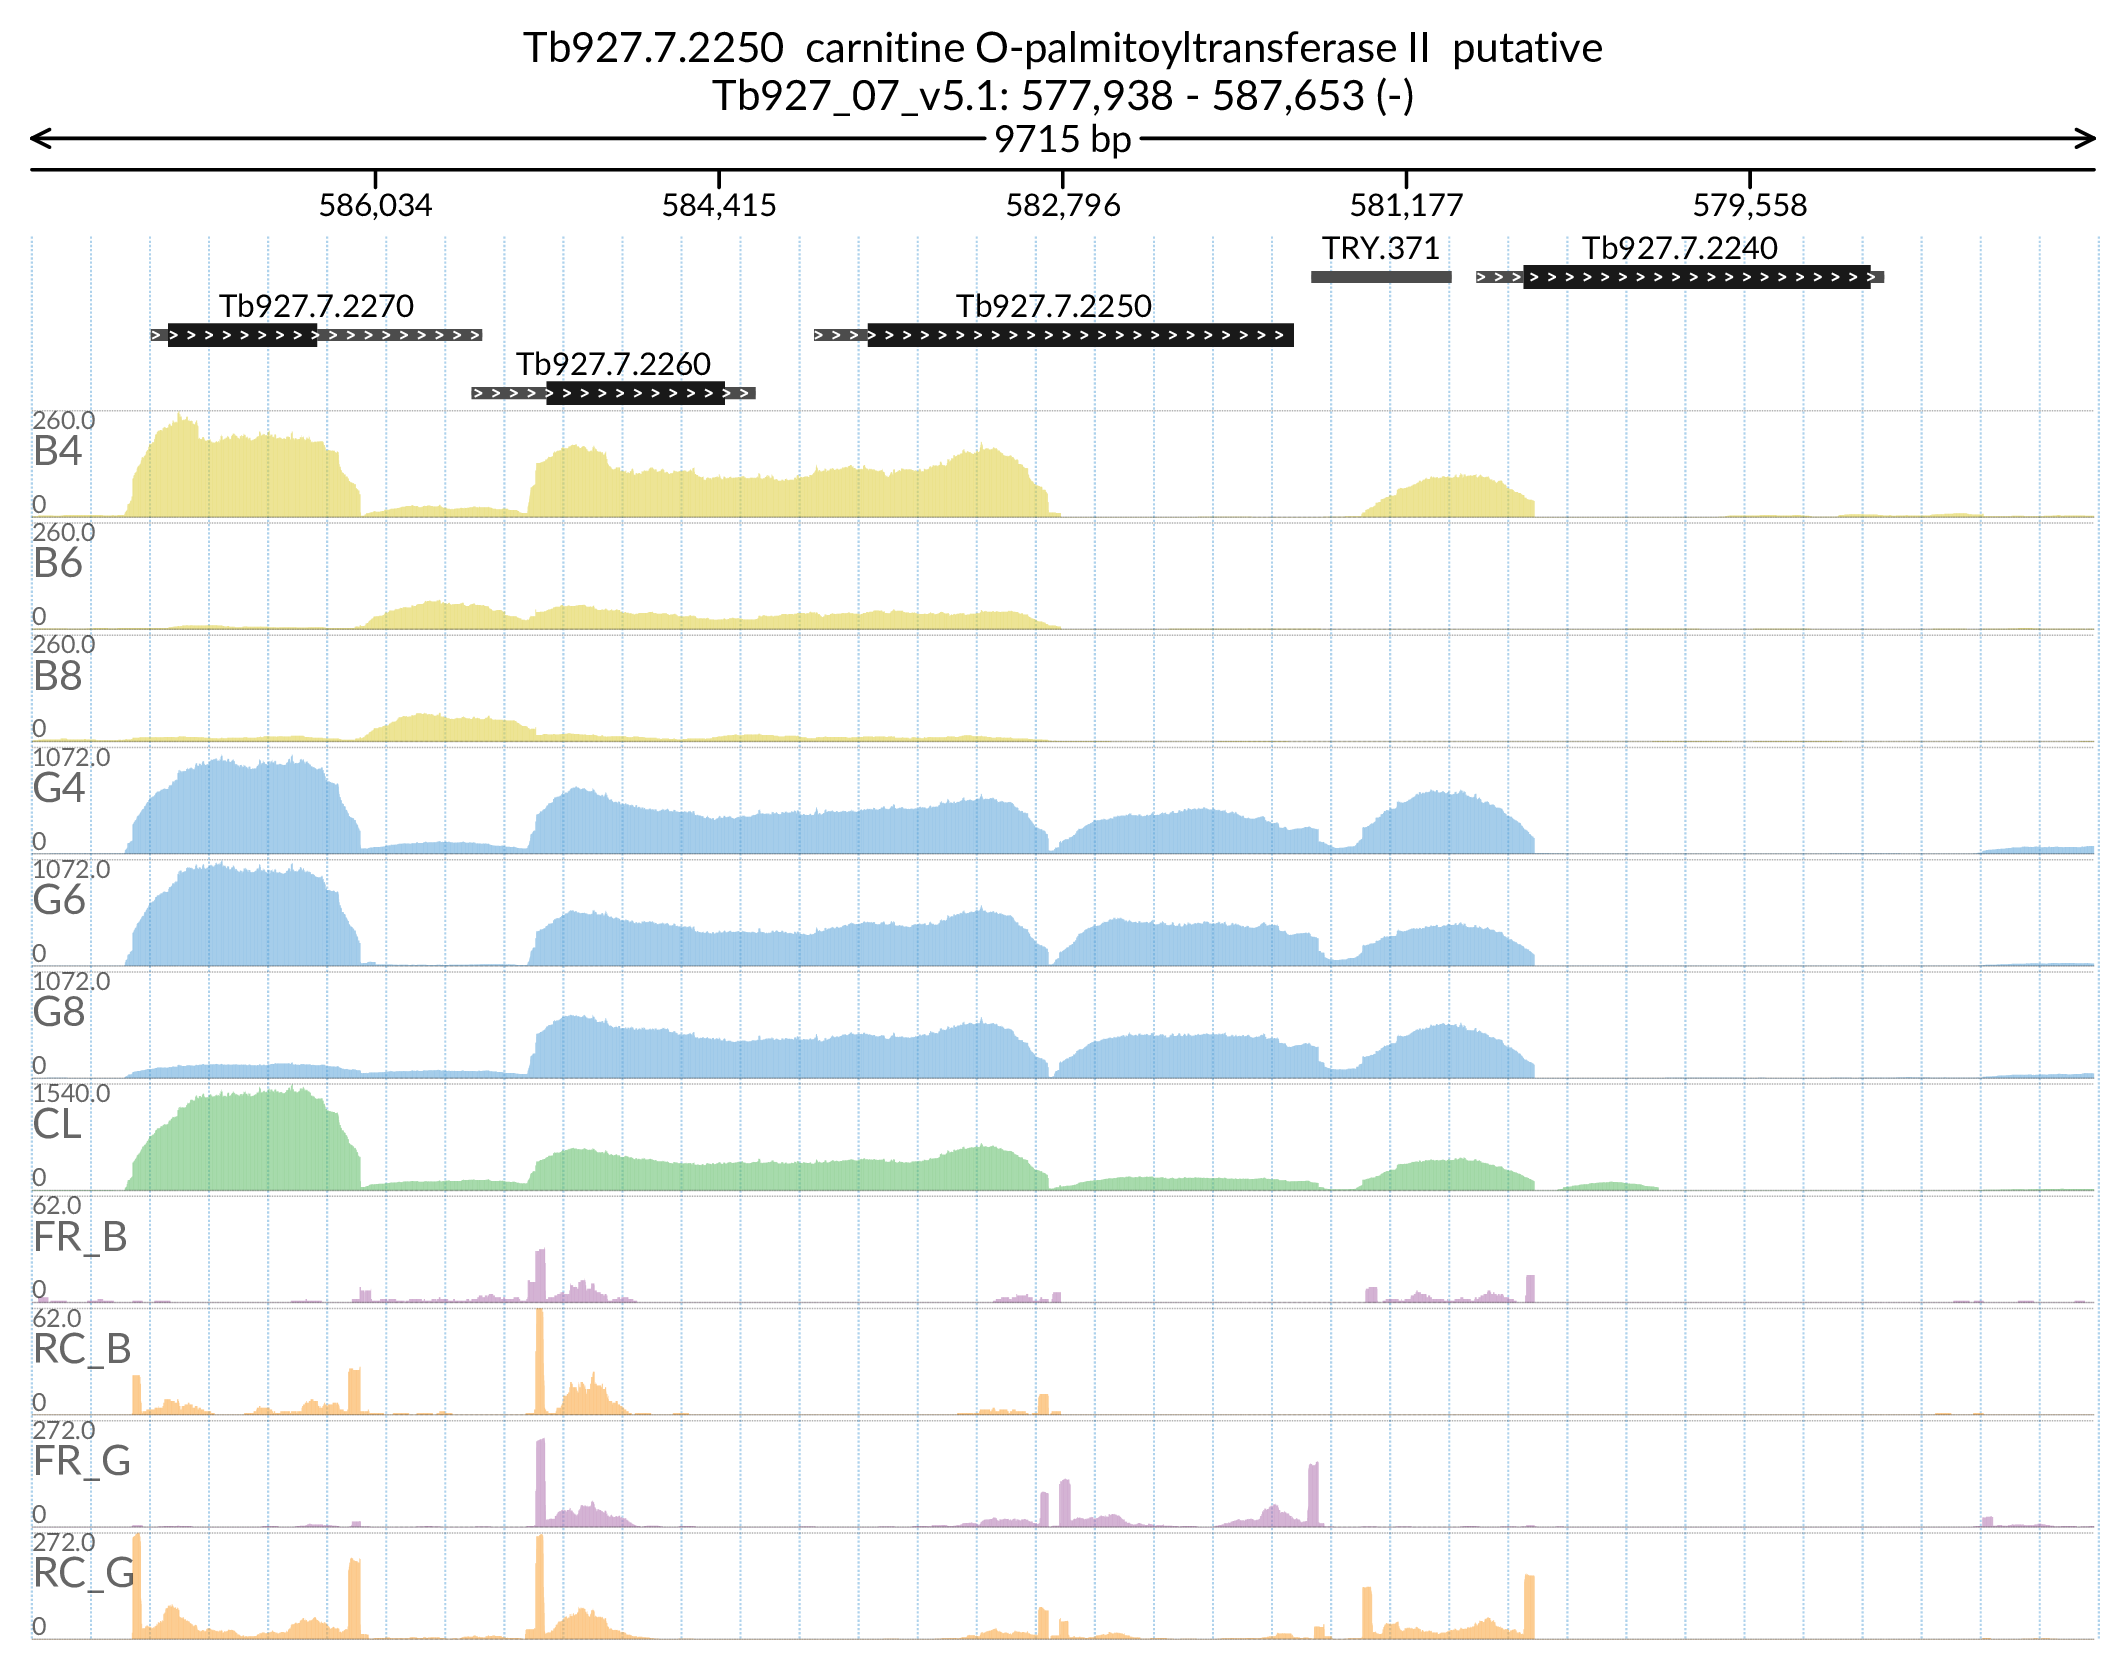 Tb927.7.2250  carnitine O-palmitoyltransferase II  putative
Tb927_07_v5.1: 577,938 - 587,653 (-)
9715 bp
586,034 584,415 582,796 581,177 579,558
TRY.371 Tb927.7.2240
Tb927.7.2270 Tb927.7.2250
Tb927.7.2260
260.0
B4
0
260.0
B6
0
260.0
B8
0
1072.0
G4
0
1072.0
G6
0
1072.0
G8
0
1540.0
CL
0
62.0
FR_B
0
62.0
RC_B
0
272.0
FR_G
0
272.0
RC_G
0